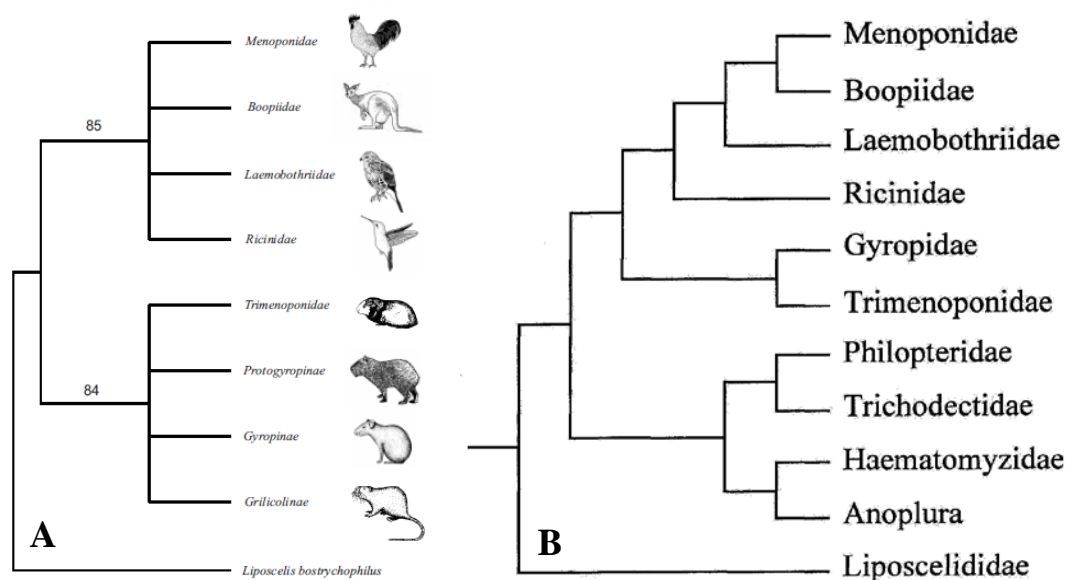 Menoponidae
Boopiidae
Laemobothriidae
Ricinidae
Trimenoponidae
Protogyropinae
Gyropinae
Grilicolinae
Liposcelis bostrychophilus
85
84
A
Menoponidae
Boopiidae
Laemobothriidae
Ricinidae
Gyropidae
Trimenoponidae
Philopteridae
Trichodectidae
Haematomyzidae
Anoplura
Liposcelididae
B